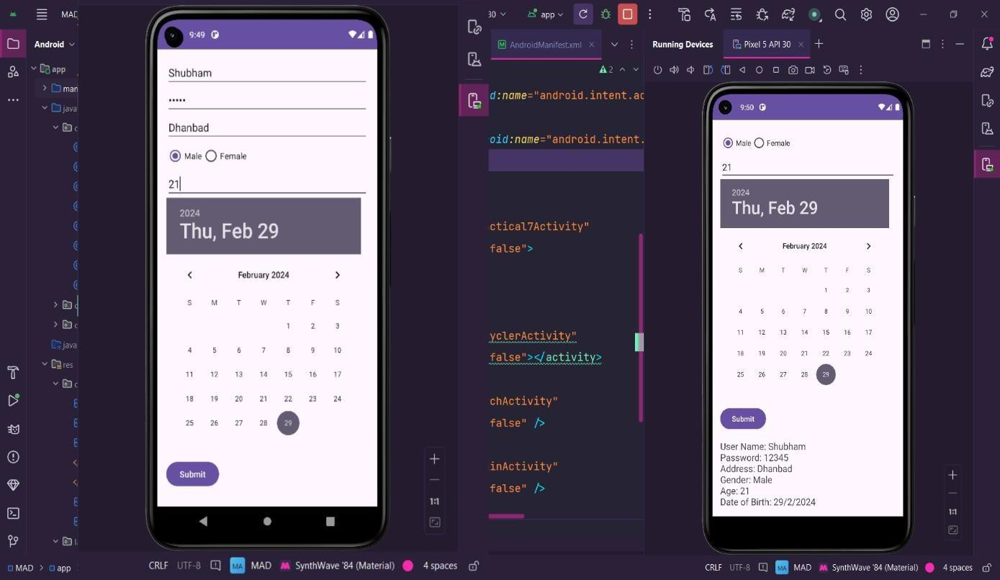 MAD
Android
app
man
java
c
java
res
MAD
app
9:49
Shubham
•••••
Dhanbad
Male
Female
21
2024
Thu, Feb 29
February 2024
S M T W T F S
1 2 3
4 5 6 7 8 9 10
11 12 13 14 15 16 17
18 19 20 21 22 23 24
25 26 27 28 29
Submit
1:1
CRLF UTF-8 MA MAD SynthWave '84 (Material) 4 spaces
30 app
AndroidManifest.xml
2
d:name="android.intent.ac
oid:name="android.intent.
ctical7Activity"
false">
yclerActivity"
false"></activity>
chActivity"
false" />
inActivity"
false" />
Running Devices
Pixel 5 API 30
9:50
Male Female
21
2024
Thu, Feb 29
February 2024
S M T W T F S
1 2 3
4 5 6 7 8 9 10
11 12 13 14 15 16 17
18 19 20 21 22 23 24
25 26 27 28 29
Submit
User Name: Shubham
Password: 12345
Address: Dhanbad
Gender: Male
Age: 21
Date of Birth: 29/2/2024
1:1
CRLF UTF-8 MA MAD SynthWave '84 (Material) 4 spaces